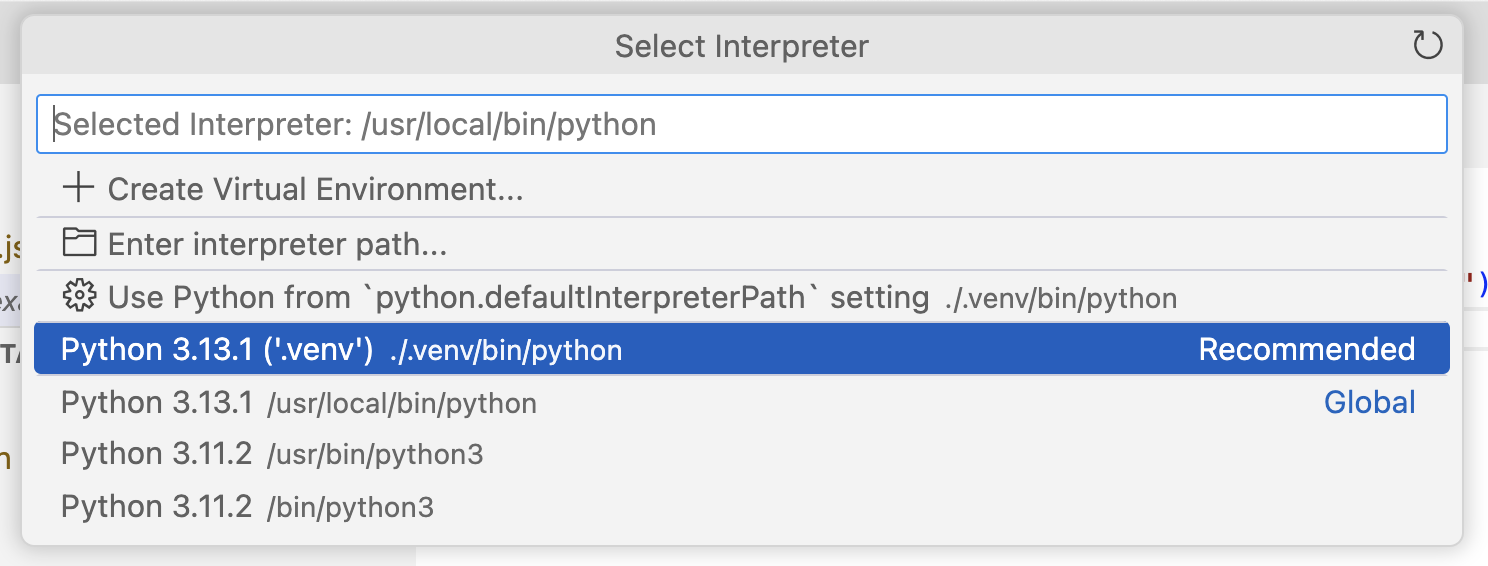 Select Interpreter
Selected Interpreter: /usr/local/bin/python
Create Virtual Environment...
Enter interpreter path...
Use Python from `python.defaultInterpreterPath` setting ./.venv/bin/python
Python 3.13.1 ('.venv') ./.venv/bin/python Recommended
Python 3.13.1 /usr/local/bin/python Global
Python 3.11.2 /usr/bin/python3
Python 3.11.2 /bin/python3